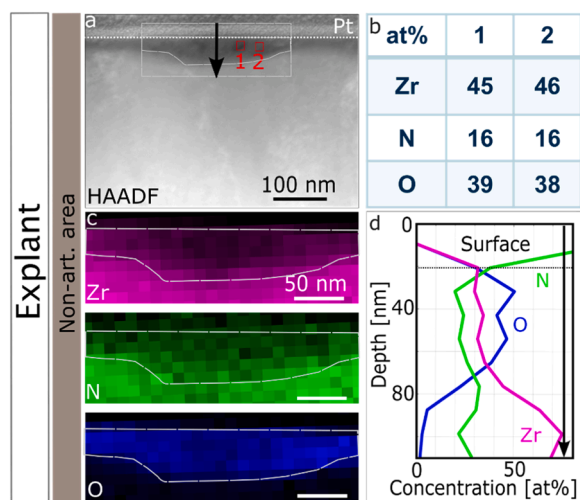 Explant
Non-art. area
a
Pt
1 2
HAADF
100 nm
b
at% 1 2
Zr 45 46
N 16 16
O 39 38
c
50 nm
Zr
N
O
d
0
Surface
N
40
O
80
Zr
Depth [nm]
0 50
Concentration [at%]